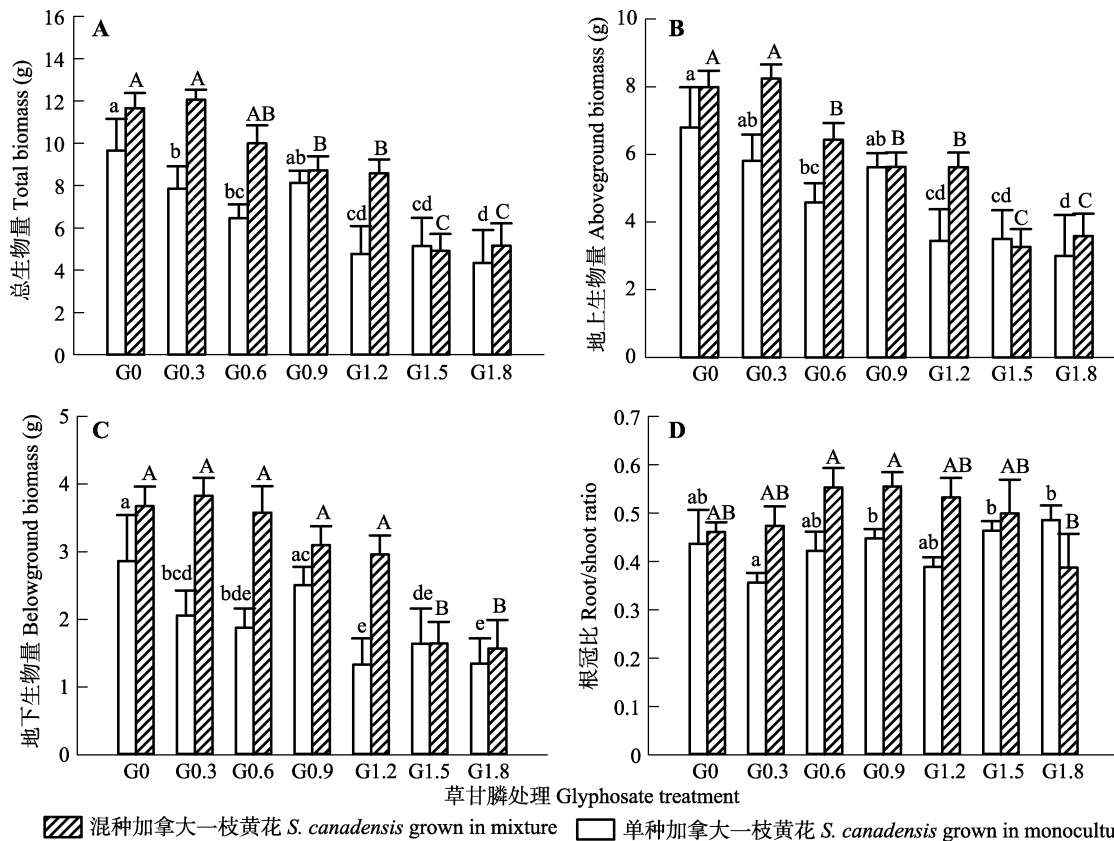 A
总生物量 Total biomass (g)
16
14
12
10
8
6
4
2
0
a A b A bc AB ab B cd B cd C d C
G0 G0.3 G0.6 G0.9 G1.2 G1.5 G1.8
B
地上生物量 Aboveground biomass (g)
10
8
6
4
2
0
a A ab A bc B ab B cd B cd C d C
G0 G0.3 G0.6 G0.9 G1.2 G1.5 G1.8
C
地下生物量 Belowground biomass (g)
5
4
3
2
1
0
a A bcd A bde A ac A e A de B e B
G0 G0.3 G0.6 G0.9 G1.2 G1.5 G1.8
D
根冠比 Root/shoot ratio
0.7
0.6
0.5
0.4
0.3
0.2
0.1
0
ab AB a AB ab A b A ab AB b AB b B
G0 G0.3 G0.6 G0.9 G1.2 G1.5 G1.8
草甘膦处理 Glyphosate treatment
混种加拿大一枝黄花 S. canadensis grown in mixture 单种加拿大一枝黄花 S. canadensis grown in monocultu